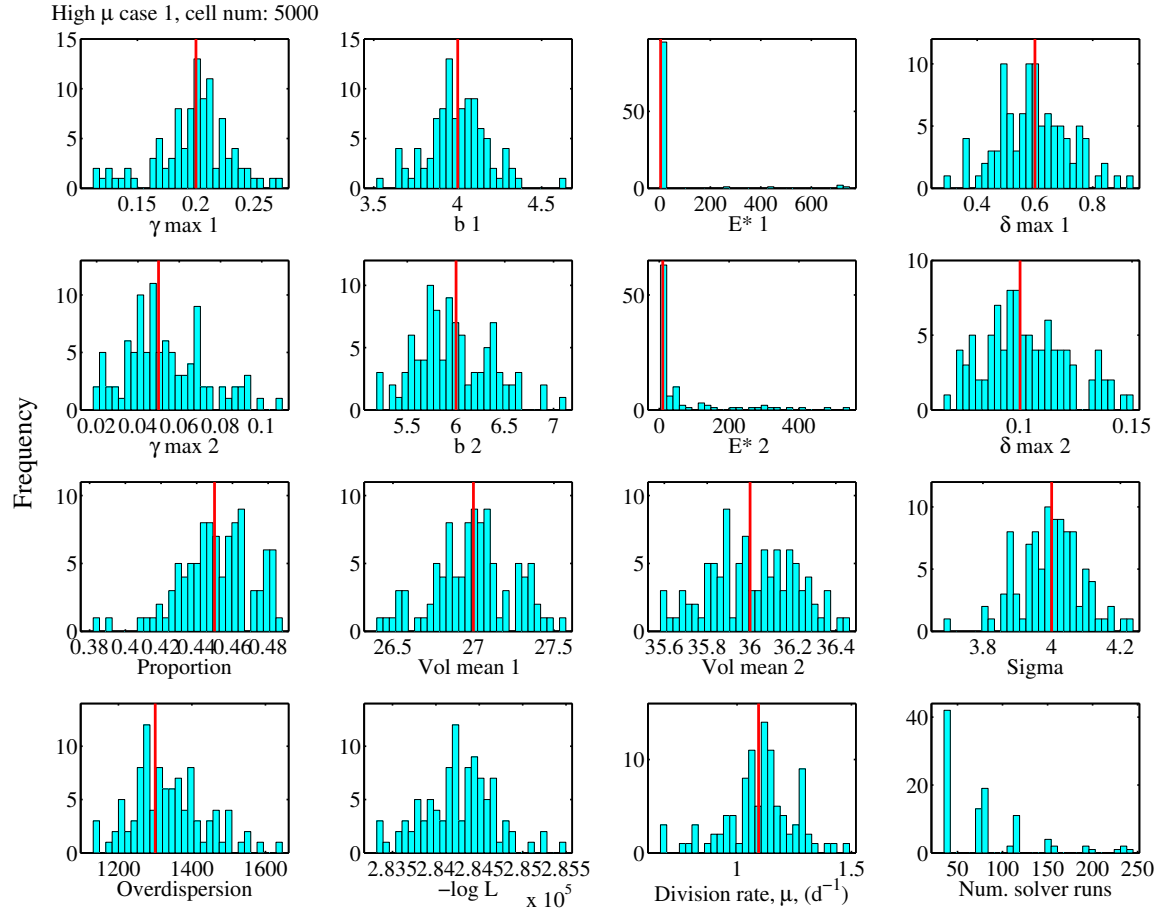 High μ case 1, cell num: 5000
15
10
5
0
0.15 0.2 0.25
γ max 1
15
10
5
0
3.5 4 4.5
b 1
50
0
0 200 400 600
E* 1
10
5
0
0.4 0.6 0.8
δ max 1
10
5
0
0.02 0.04 0.06 0.08 0.1
γ max 2
10
5
0
5.5 6 6.5 7
b 2
50
0
0 200 400
E* 2
10
5
0
0.1 0.15
δ max 2
Frequency
10
5
0
0.38 0.4 0.42 0.44 0.46 0.48
Proportion
10
5
0
26.5 27 27.5
Vol mean 1
10
5
0
35.6 35.8 36 36.2 36.4
Vol mean 2
10
5
0
3.8 4 4.2
Sigma
10
5
0
1200 1400 1600
Overdispersion
10
5
0
2.835 2.84 2.845 2.85 2.855
−log L
x 10⁵
10
0
1 1.5
Division rate, μ, (d⁻¹)
40
20
0
50 100 150 200 250
Num. solver runs